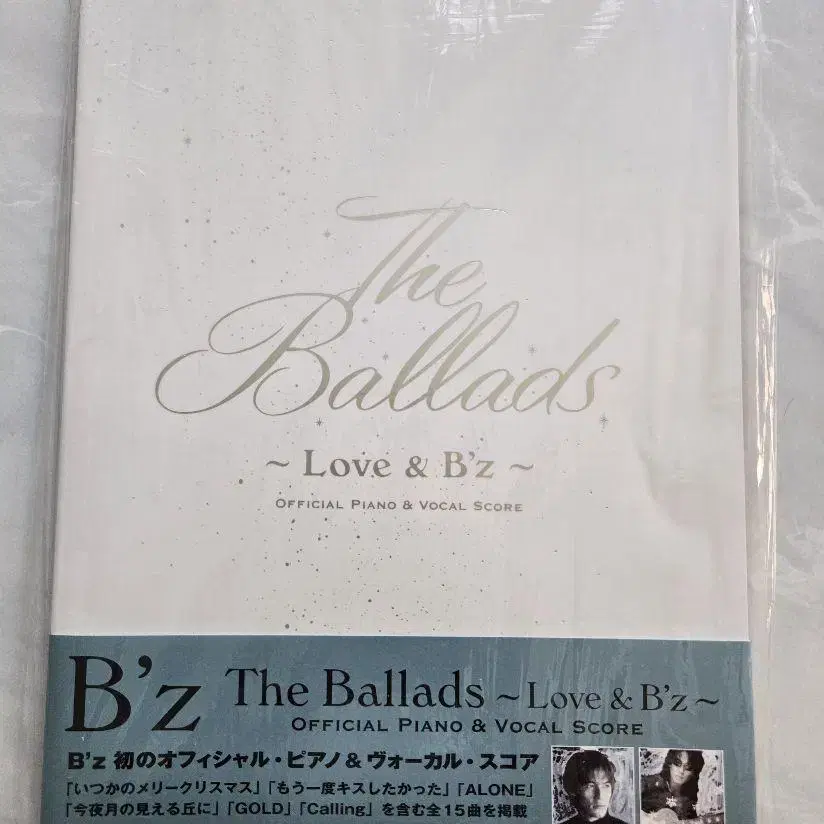 The
Ballads
~ Love & B'z ~
OFFICIAL PIANO & VOCAL SCORE
B'z The Ballads ~Love & B'z~
OFFICIAL PIANO & VOCAL SCORE
B'z 初のオフィシャル・ピアノ&ヴォーカル・スコア
「いつかのメリークリスマス」「もう一度キスしたかった」「ALONE」
「今夜月の見える丘に」「GOLD」「Calling」を含む全15曲を掲載